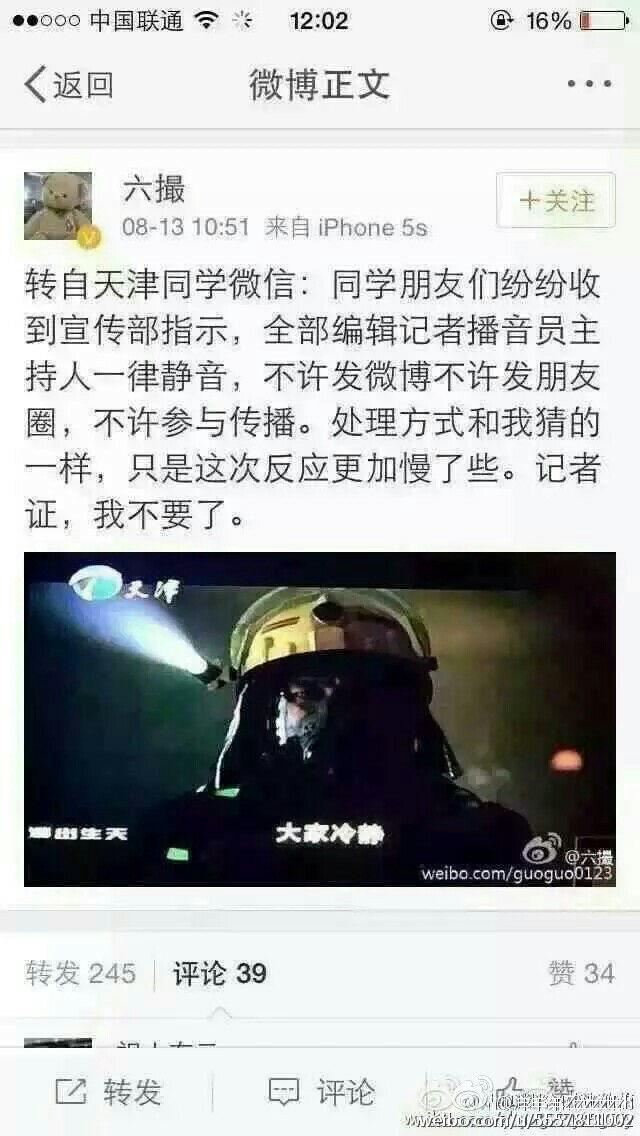 中国联通 12:02 16%
返回 微博正文
六撮
+关注
08-13 10:51 来自 iPhone 5s
转自天津同学微信：同学朋友们纷纷收
到宣传部指示，全部编辑记者播音员主
持人一律静音，不许发微博不许发朋友
圈，不许参与传播。处理方式和我猜的
一样，只是这次反应更加慢了些。记者
证，我不要了。
天津
逃出生天
大家冷静
@六撮
weibo.com/guoguo0123
转发 245 评论 39 赞 34
转发 评论 赞